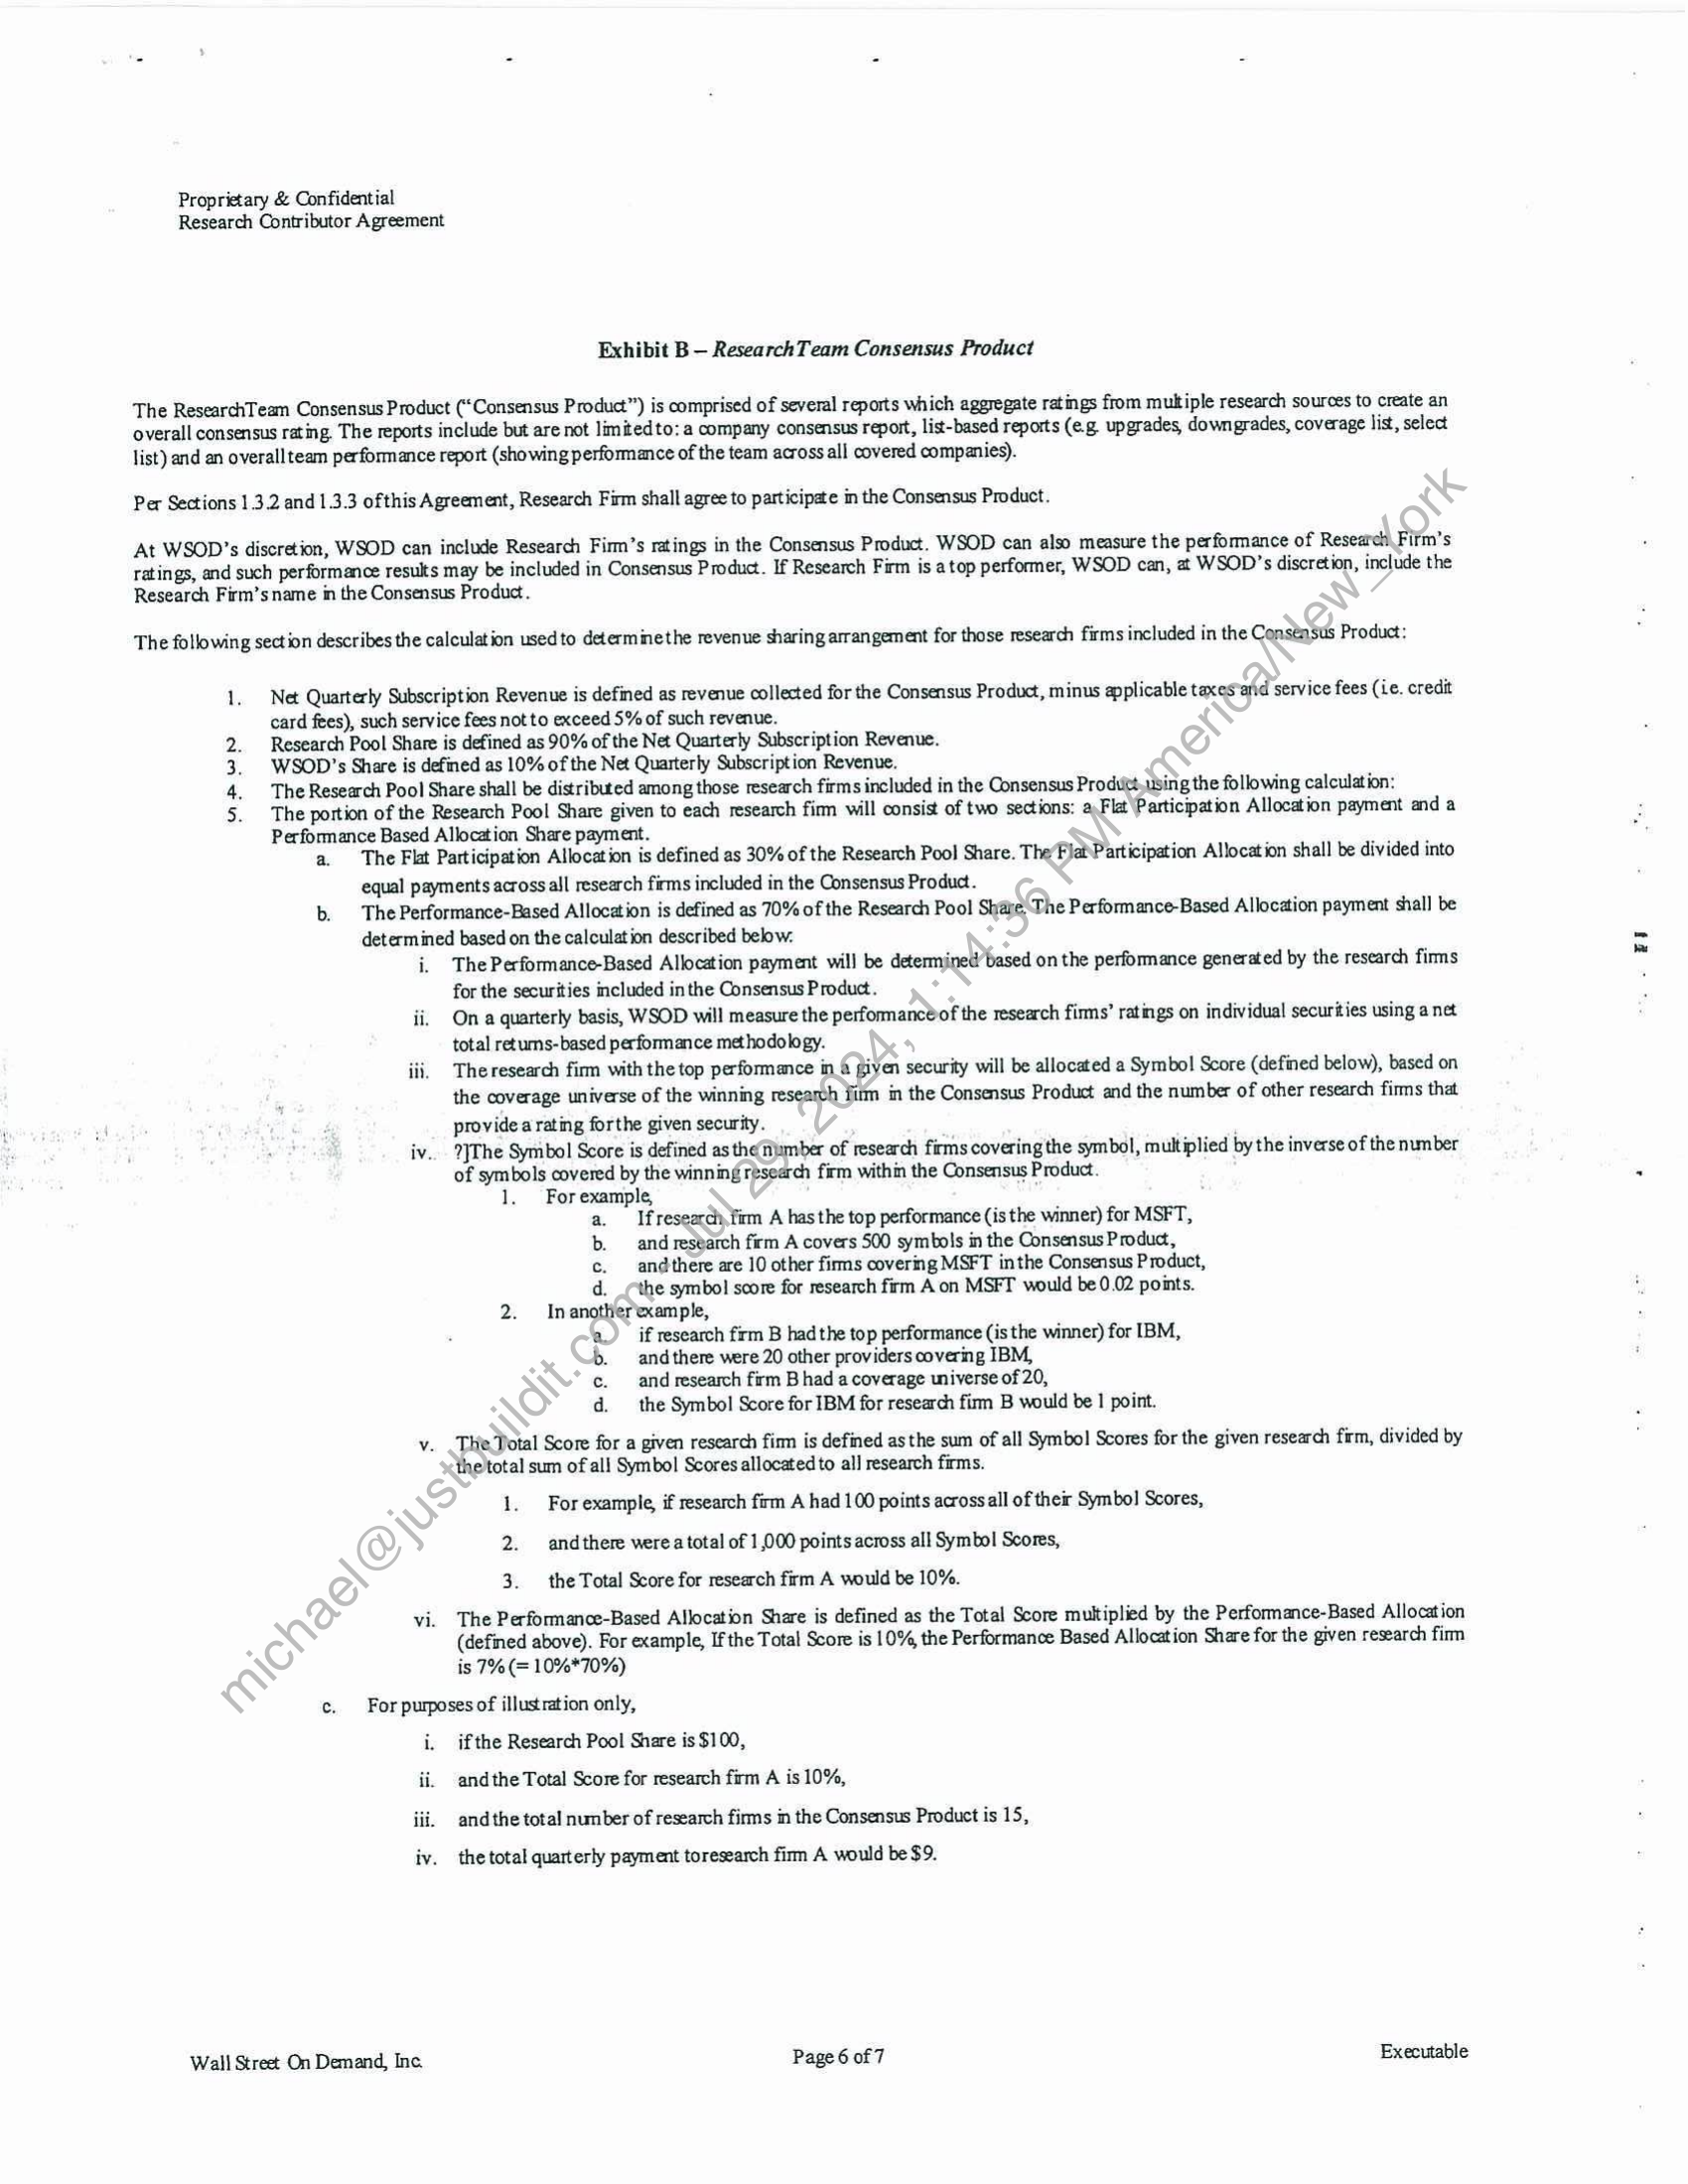 Proprietary & Confidential
Research Contributor Agreement
Exhibit B – ResearchTeam Consensus Product
The ResearchTeam Consensus Product (“Consensus Product”) is comprised of several reports which aggregate ratings from multiple research sources to create an
overall consensus rating. The reports include but are not limited to: a company consensus report, list-based reports (e.g. upgrades, downgrades, coverage list, select
list) and an overall team performance report (showing performance of the team across all covered companies).
Per Sections 1.3.2 and 1.3.3 of this Agreement, Research Firm shall agree to participate in the Consensus Product.
At WSOD’s discretion, WSOD can include Research Firm’s ratings in the Consensus Product. WSOD can also measure the performance of Research Firm’s
ratings, and such performance results may be included in Consensus Product. If Research Firm is a top performer, WSOD can, at WSOD’s discretion, include the
Research Firm’s name in the Consensus Product.
The following section describes the calculation used to determine the revenue sharing arrangement for those research firms included in the Consensus Product:
1. Net Quarterly Subscription Revenue is defined as revenue collected for the Consensus Product, minus applicable taxes and service fees (i.e. credit
card fees), such service fees not to exceed 5% of such revenue.
2. Research Pool Share is defined as 90% of the Net Quarterly Subscription Revenue.
3. WSOD’s Share is defined as 10% of the Net Quarterly Subscription Revenue.
4. The Research Pool Share shall be distributed among those research firms included in the Consensus Product using the following calculation:
5. The portion of the Research Pool Share given to each research firm will consist of two sections: a Flat Participation Allocation payment and a
Performance Based Allocation Share payment.
a. The Flat Participation Allocation is defined as 30% of the Research Pool Share. The Flat Participation Allocation shall be divided into
equal payments across all research firms included in the Consensus Product.
b. The Performance-Based Allocation is defined as 70% of the Research Pool Share. The Performance-Based Allocation payment shall be
determined based on the calculation described below:
i. The Performance-Based Allocation payment will be determined based on the performance generated by the research firms
for the securities included in the Consensus Product.
ii. On a quarterly basis, WSOD will measure the performance of the research firms’ ratings on individual securities using a net
total returns-based performance methodology.
iii. The research firm with the top performance in a given security will be allocated a Symbol Score (defined below), based on
the coverage universe of the winning research firm in the Consensus Product and the number of other research firms that
provide a rating for the given security.
iv. ?]The Symbol Score is defined as the number of research firms covering the symbol, multiplied by the inverse of the number
of symbols covered by the winning research firm within the Consensus Product.
1. For example,
a. If research firm A has the top performance (is the winner) for MSFT,
b. and research firm A covers 500 symbols in the Consensus Product,
c. and there are 10 other firms covering MSFT in the Consensus Product,
d. the symbol score for research firm A on MSFT would be 0.02 points.
2. In another example,
a. if research firm B had the top performance (is the winner) for IBM,
b. and there were 20 other providers covering IBM,
c. and research firm B had a coverage universe of 20,
d. the Symbol Score for IBM for research firm B would be 1 point.
v. The Total Score for a given research firm is defined as the sum of all Symbol Scores for the given research firm, divided by
the total sum of all Symbol Scores allocated to all research firms.
1. For example, if research firm A had 100 points across all of their Symbol Scores,
2. and there were a total of 1,000 points across all Symbol Scores,
3. the Total Score for research firm A would be 10%.
vi. The Performance-Based Allocation Share is defined as the Total Score multiplied by the Performance-Based Allocation
(defined above). For example, If the Total Score is 10%, the Performance Based Allocation Share for the given research firm
is 7% (= 10%*70%)
c. For purposes of illustration only,
i. if the Research Pool Share is $100,
ii. and the Total Score for research firm A is 10%,
iii. and the total number of research firms in the Consensus Product is 15,
iv. the total quarterly payment to research firm A would be $9.
Wall Street On Demand, Inc. Page 6 of 7 Executable
michael@justbuildit.com - Jul 29, 2024, 1:14:36 PM America/New_York